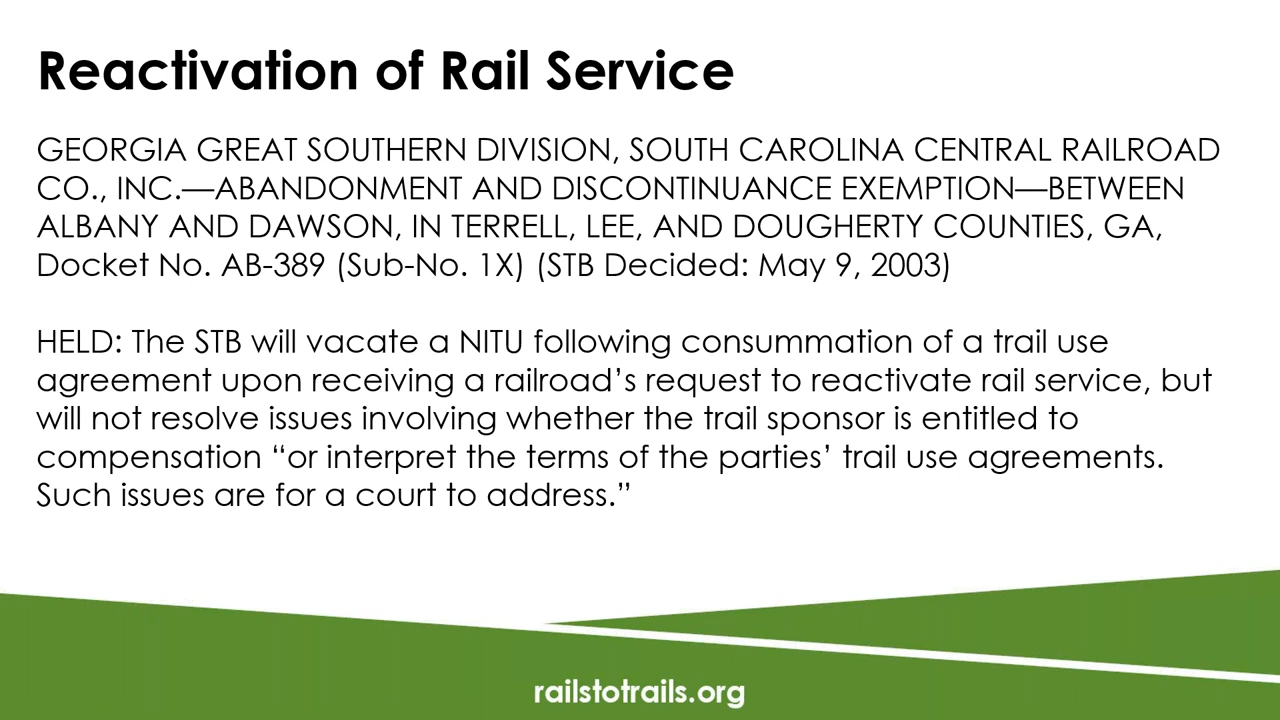 Reactivation of Rail Service
GEORGIA GREAT SOUTHERN DIVISION, SOUTH CAROLINA CENTRAL RAILROAD
CO., INC.—ABANDONMENT AND DISCONTINUANCE EXEMPTION—BETWEEN
ALBANY AND DAWSON, IN TERRELL, LEE, AND DOUGHERTY COUNTIES, GA,
Docket No. AB-389 (Sub-No. 1X) (STB Decided: May 9, 2003)
HELD: The STB will vacate a NITU following consummation of a trail use
agreement upon receiving a railroad’s request to reactivate rail service, but
will not resolve issues involving whether the trail sponsor is entitled to
compensation “or interpret the terms of the parties’ trail use agreements.
Such issues are for a court to address.”
railstotrails.org